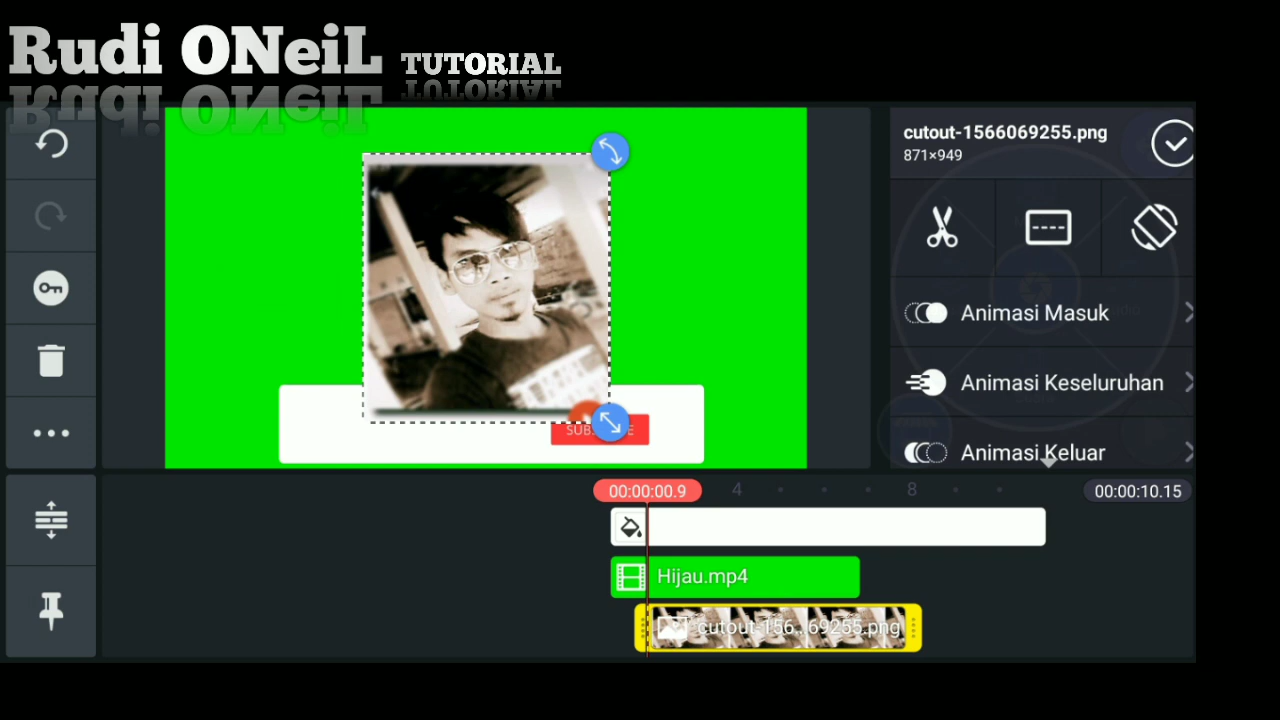 Rudi ONeiL TUTORIAL
cutout-1566069255.png
871×949
Animasi Masuk
Animasi Keseluruhan
Animasi Keluar
00:00:00.9
4
8
00:00:10.15
Hijau.mp4
cutout-156...69255.png